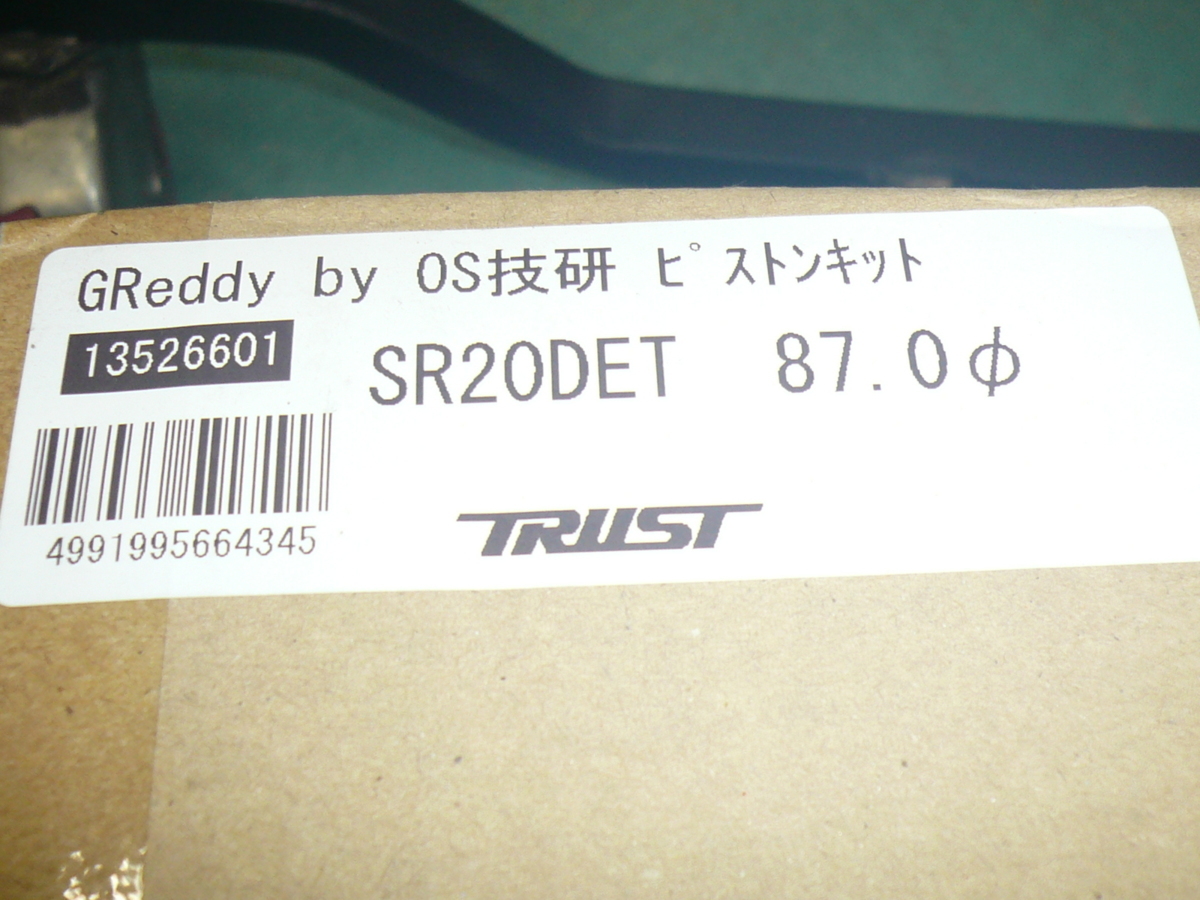 GReddy by OS技研 ﾋﾟｽﾄﾝｷｯﾄ
13526601
SR20DET 87.0φ
4991995664345
TRUST